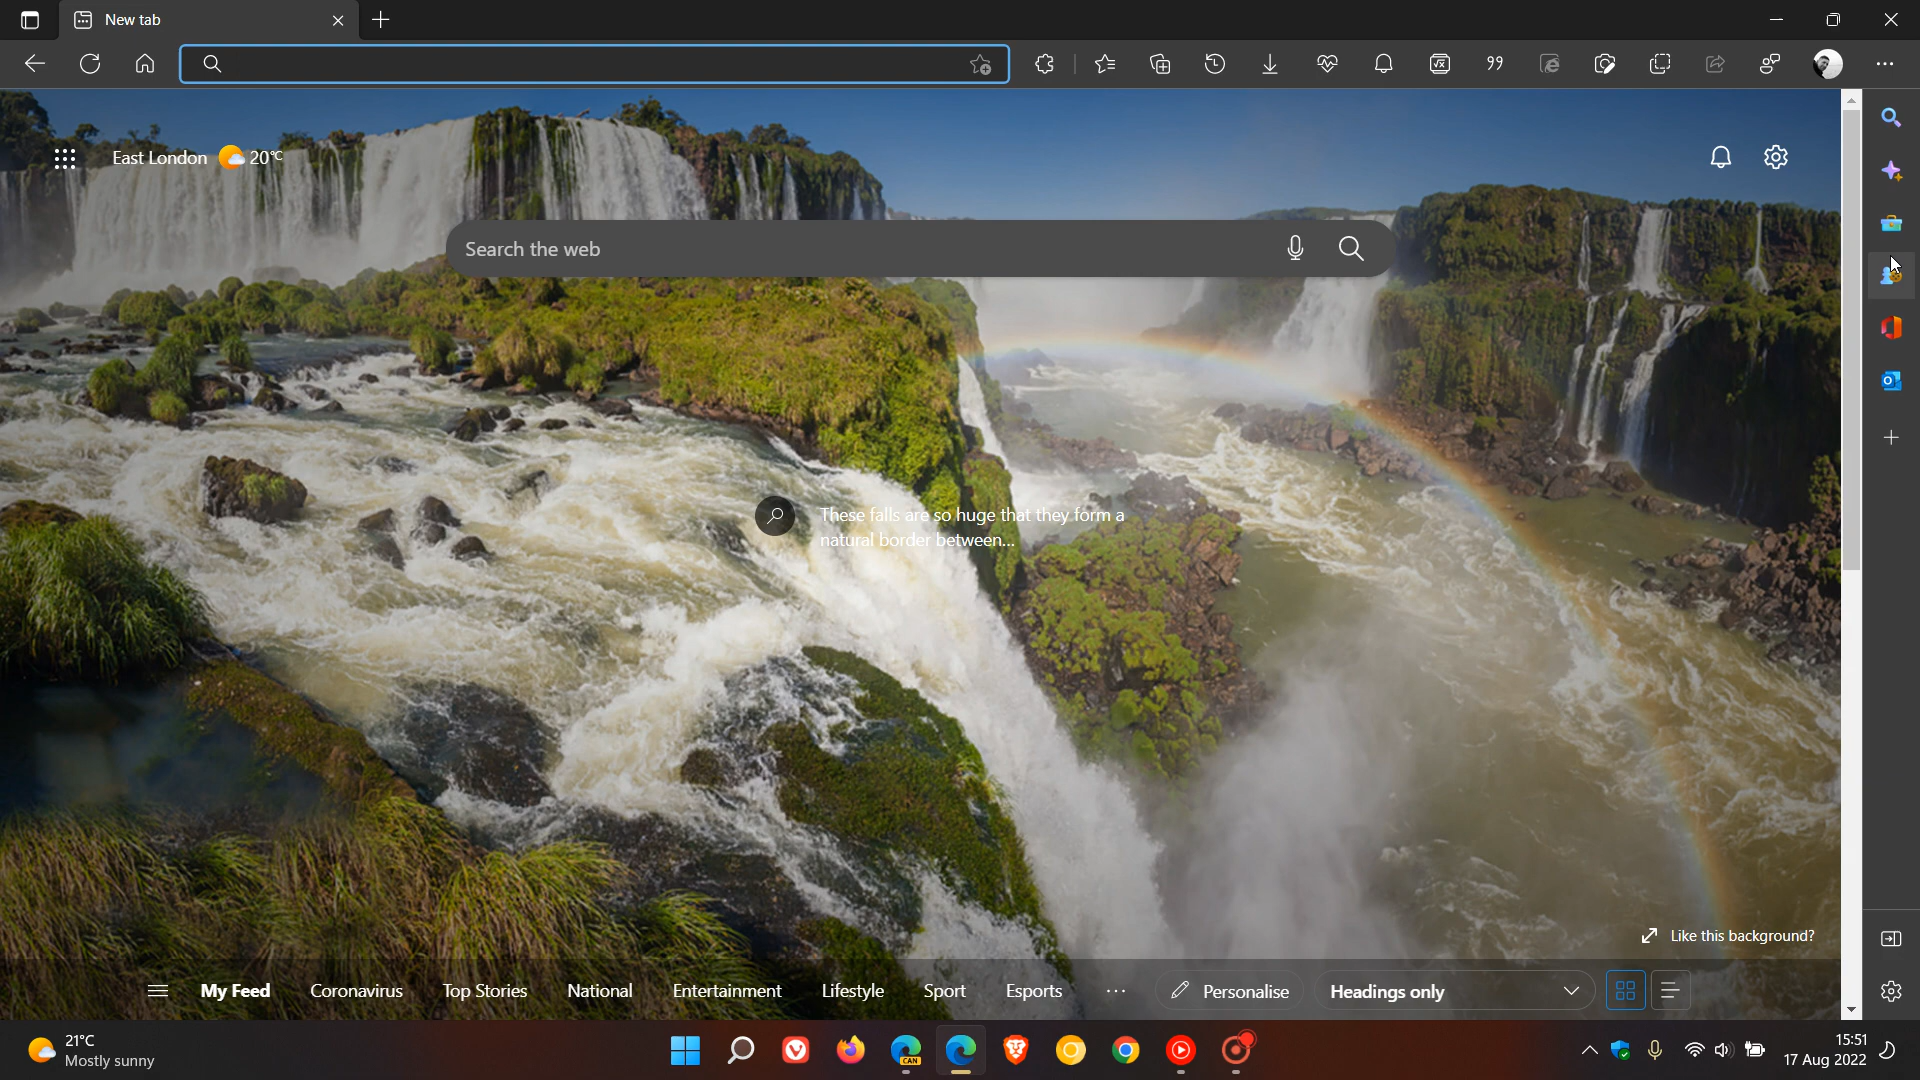 New tab
East London 20°C
Search the web
These falls are so huge that they form a
natural border between...
Like this background?
My Feed Coronavirus Top Stories National Entertainment Lifestyle Sport Esports ... Personalise Headings only
21°C
Mostly sunny
CAN
15:51
17 Aug 2022